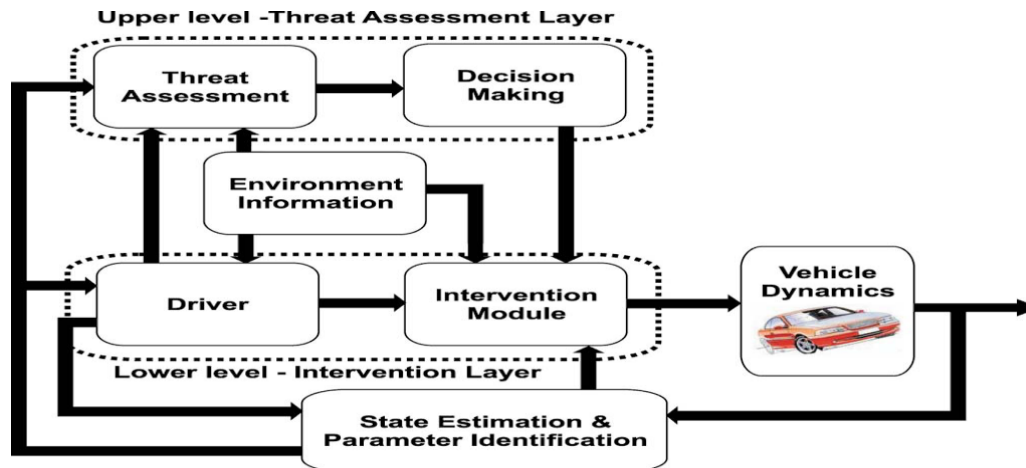 Upper level -Threat Assessment Layer
Threat
Assessment
Decision
Making
Environment
Information
Driver
Intervention
Module
Vehicle
Dynamics
Lower level - Intervention Layer
State Estimation &
Parameter Identification